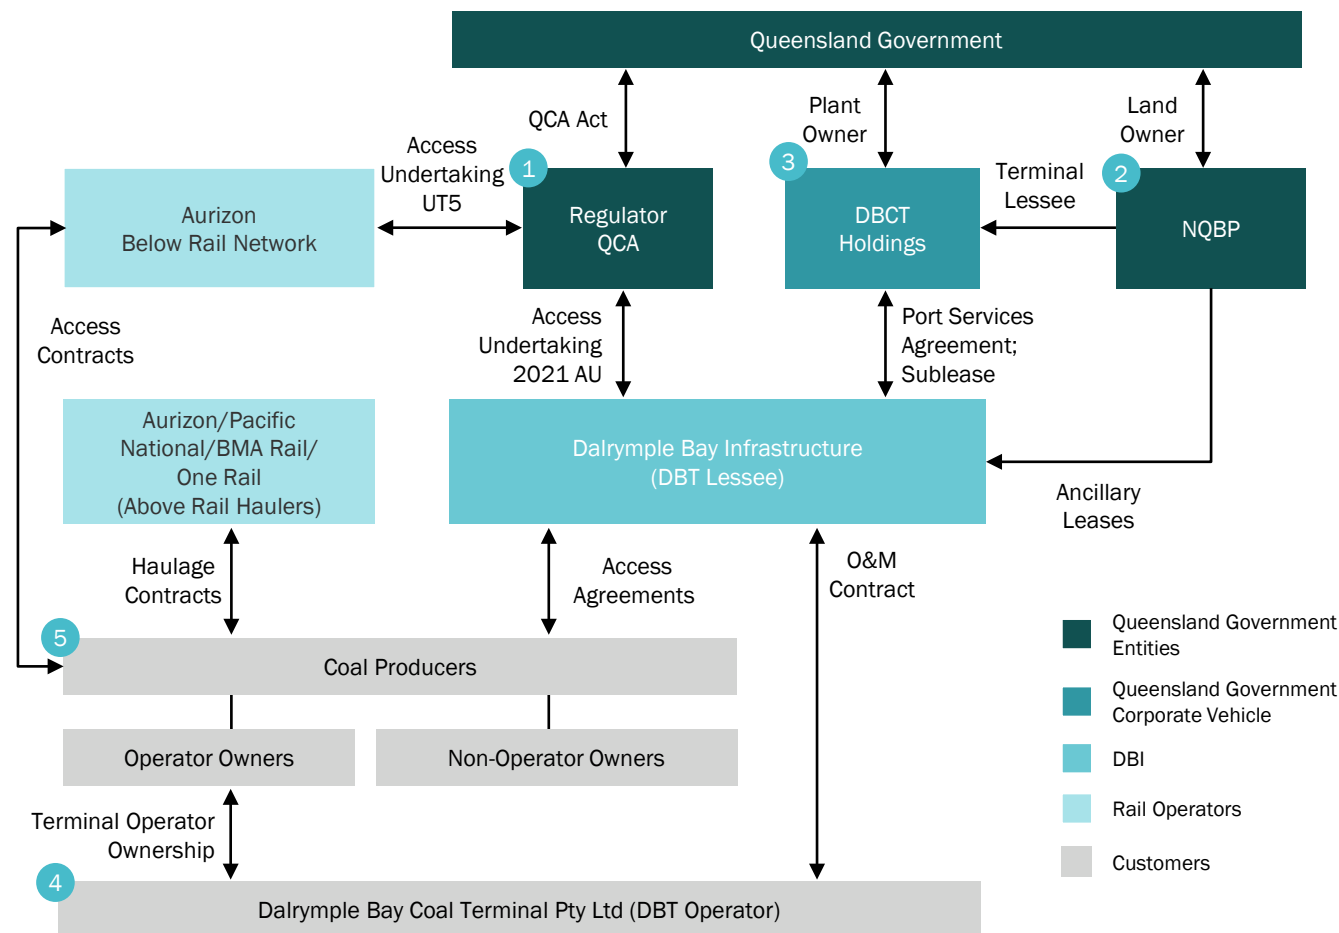 Queensland Government
QCA Act
Plant
Owner
Land
Owner
Access
Undertaking
UT5
1
3
Terminal
Lessee
2
Aurizon
Below Rail Network
Regulator
QCA
DBCT
Holdings
NQBP
Access
Contracts
Access
Undertaking
2021 AU
Port Services
Agreement;
Sublease
Aurizon/Pacific
National/BMA Rail/
One Rail
(Above Rail Haulers)
Dalrymple Bay Infrastructure
(DBT Lessee)
Ancillary
Leases
Haulage
Contracts
Access
Agreements
O&M
Contract
5
Coal Producers
Operator Owners
Non-Operator Owners
Terminal Operator
Ownership
4
Dalrymple Bay Coal Terminal Pty Ltd (DBT Operator)
Queensland Government
Entities
Queensland Government
Corporate Vehicle
DBI
Rail Operators
Customers